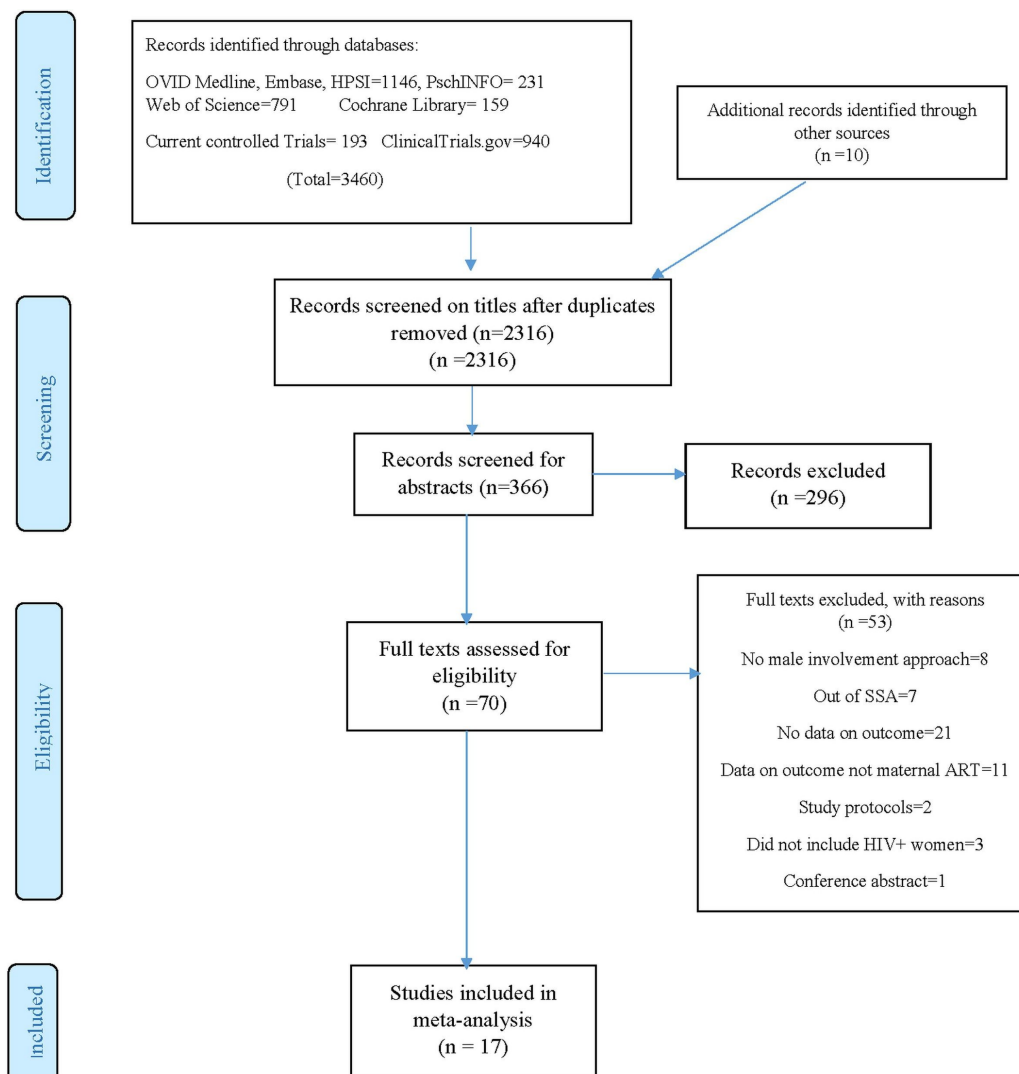 Identification
Records identified through databases:
OVID Medline, Embase, HPSI=1146, PschINFO= 231
Web of Science=791 Cochrane Library= 159
Current controlled Trials= 193 ClinicalTrials.gov=940
(Total=3460)
Additional records identified through
other sources
(n =10)
Screening
Records screened on titles after duplicates
removed (n=2316)
(n =2316)
Records screened for
abstracts (n=366)
Records excluded
(n =296)
Eligibility
Full texts assessed for
eligibility
(n =70)
Full texts excluded, with reasons
(n =53)
No male involvement approach=8
Out of SSA=7
No data on outcome=21
Data on outcome not maternal ART=11
Study protocols=2
Did not include HIV+ women=3
Conference abstract=1
Included
Studies included in
meta-analysis
(n = 17)